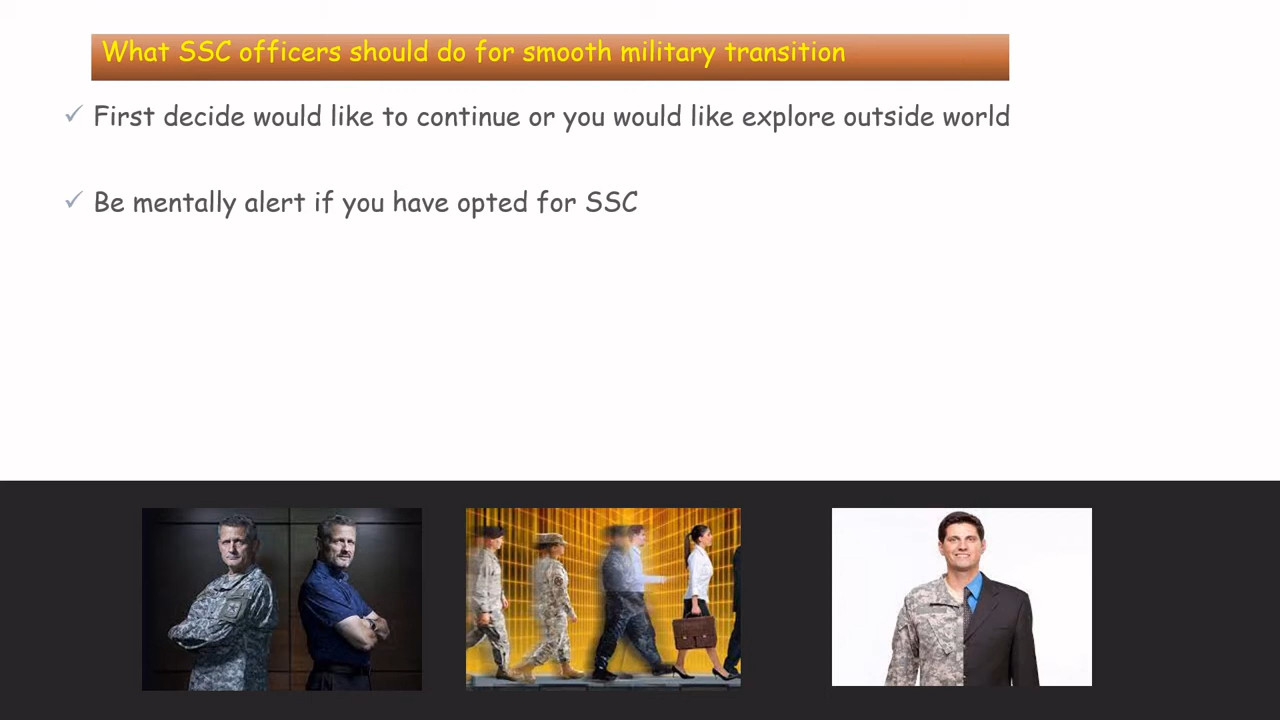 What SSC officers should do for smooth military transition
✓ First decide would like to continue or you would like explore outside world
✓ Be mentally alert if you have opted for SSC